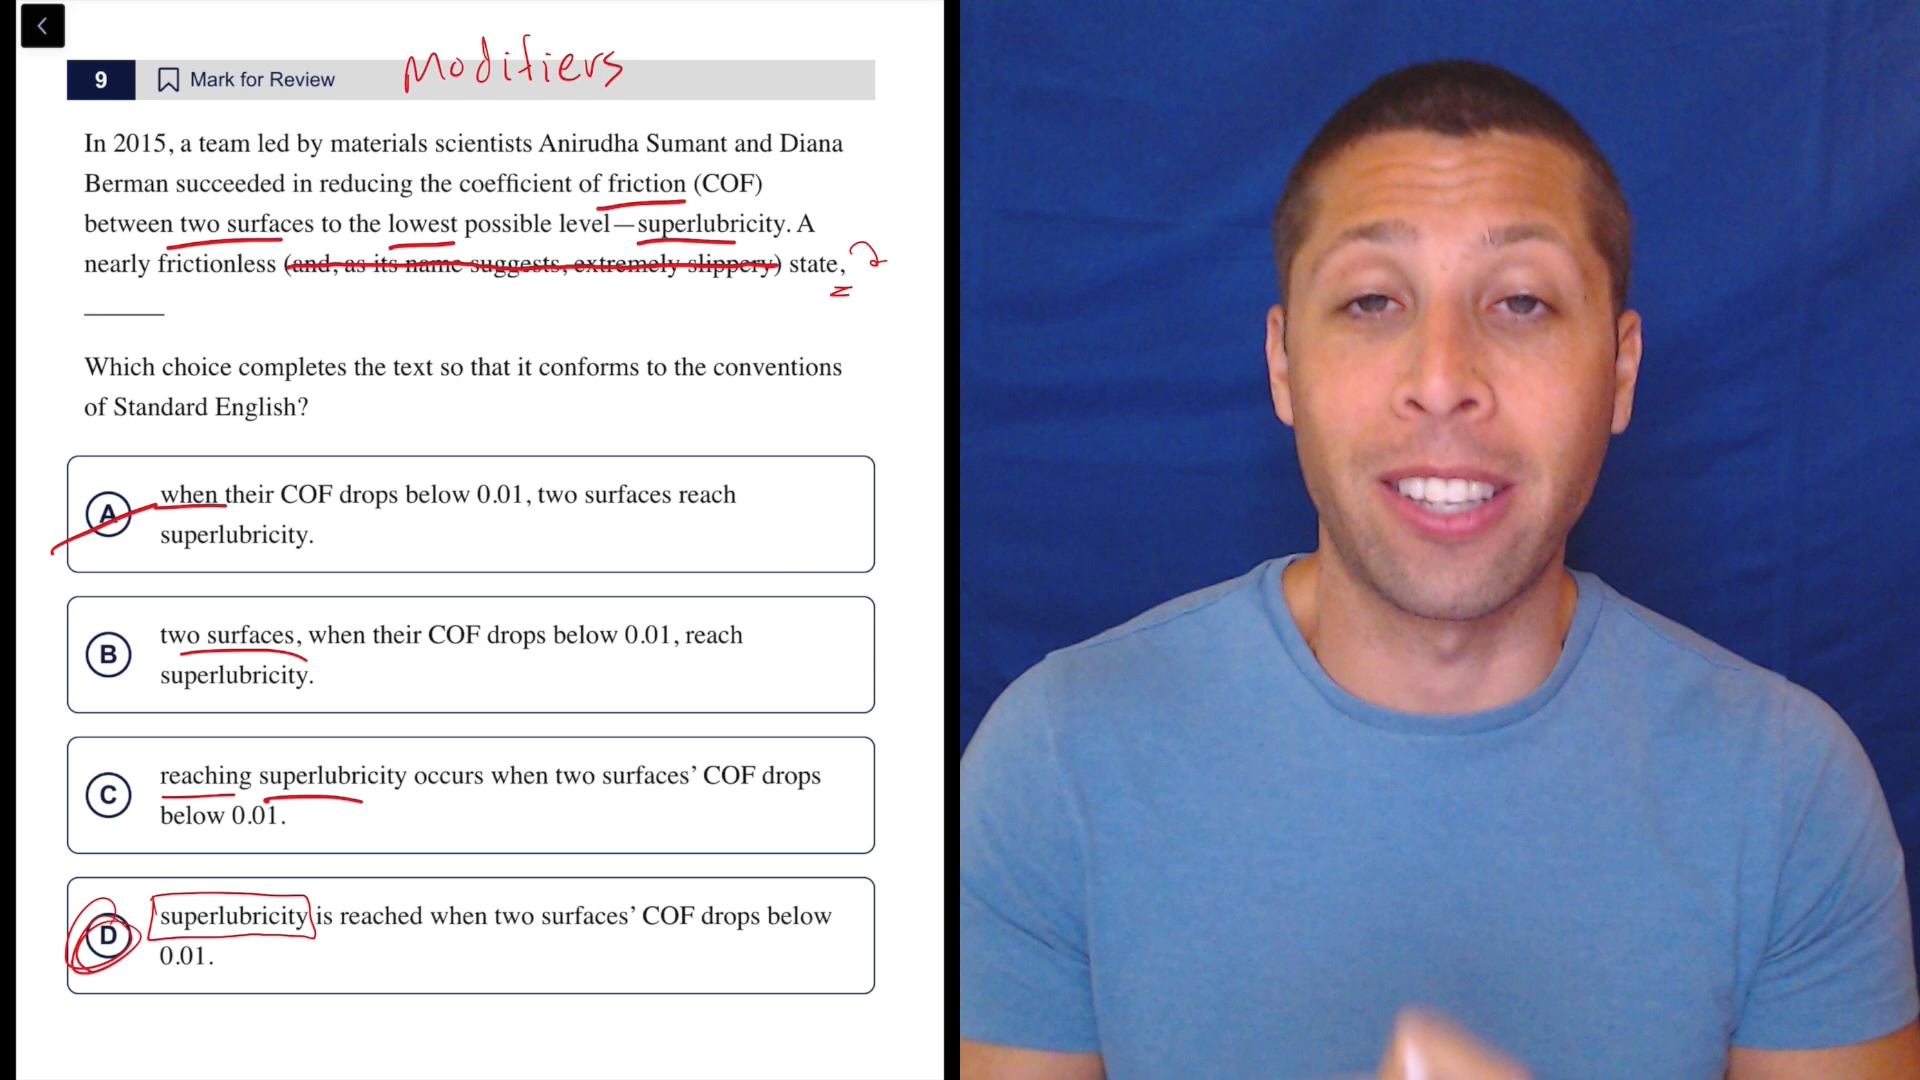 9 Mark for Review Modifiers
In 2015, a team led by materials scientists Anirudha Sumant and Diana
Berman succeeded in reducing the coefficient of friction (COF)
between two surfaces to the lowest possible level—superlubricity. A
nearly frictionless (and, as its name suggests, extremely slippery) state,
Which choice completes the text so that it conforms to the conventions
of Standard English?
A when their COF drops below 0.01, two surfaces reach
superlubricity.
B two surfaces, when their COF drops below 0.01, reach
superlubricity.
C reaching superlubricity occurs when two surfaces’ COF drops
below 0.01.
D superlubricity is reached when two surfaces’ COF drops below
0.01.